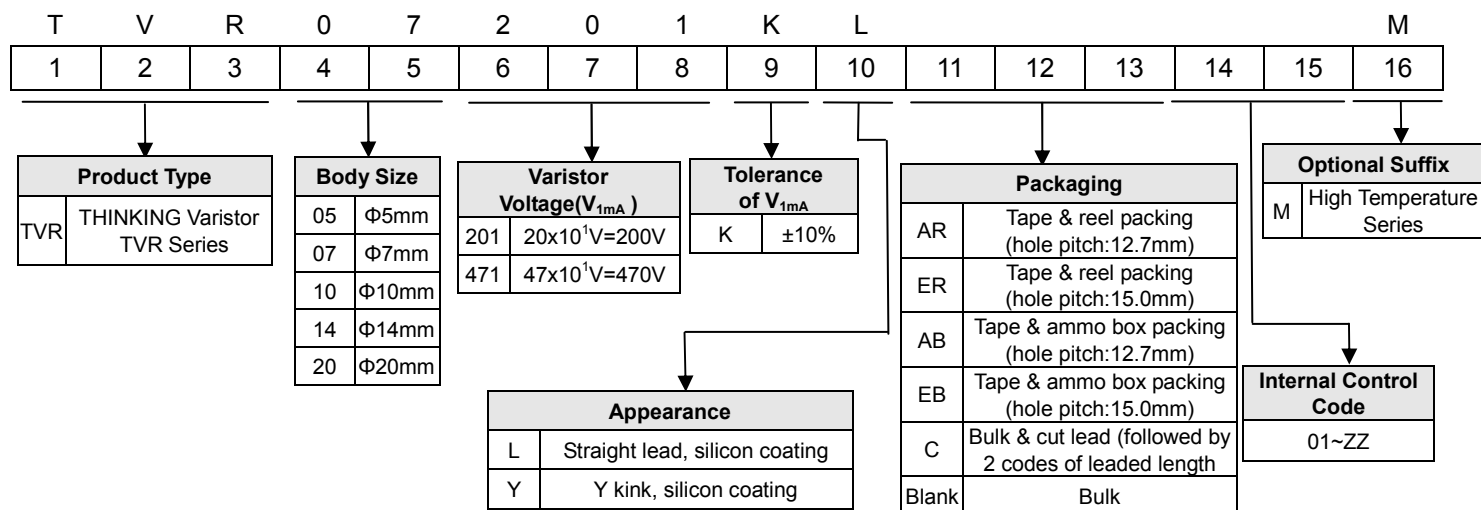 T V R 0 7 2 0 1 K L M
1 2 3 4 5 6 7 8 9 10 11 12 13 14 15 16
Product Type
TVR THINKING Varistor
TVR Series
Body Size
05 Φ5mm
07 Φ7mm
10 Φ10mm
14 Φ14mm
20 Φ20mm
Varistor
Voltage(V1mA )
201 20x10¹V=200V
471 47x10¹V=470V
Tolerance
of V1mA
K ±10%
Appearance
L Straight lead, silicon coating
Y Y kink, silicon coating
Packaging
AR Tape & reel packing
(hole pitch:12.7mm)
ER Tape & reel packing
(hole pitch:15.0mm)
AB Tape & ammo box packing
(hole pitch:12.7mm)
EB Tape & ammo box packing
(hole pitch:15.0mm)
C Bulk & cut lead (followed by
2 codes of leaded length
Blank Bulk
Internal Control
Code
01~ZZ
Optional Suffix
M High Temperature
Series